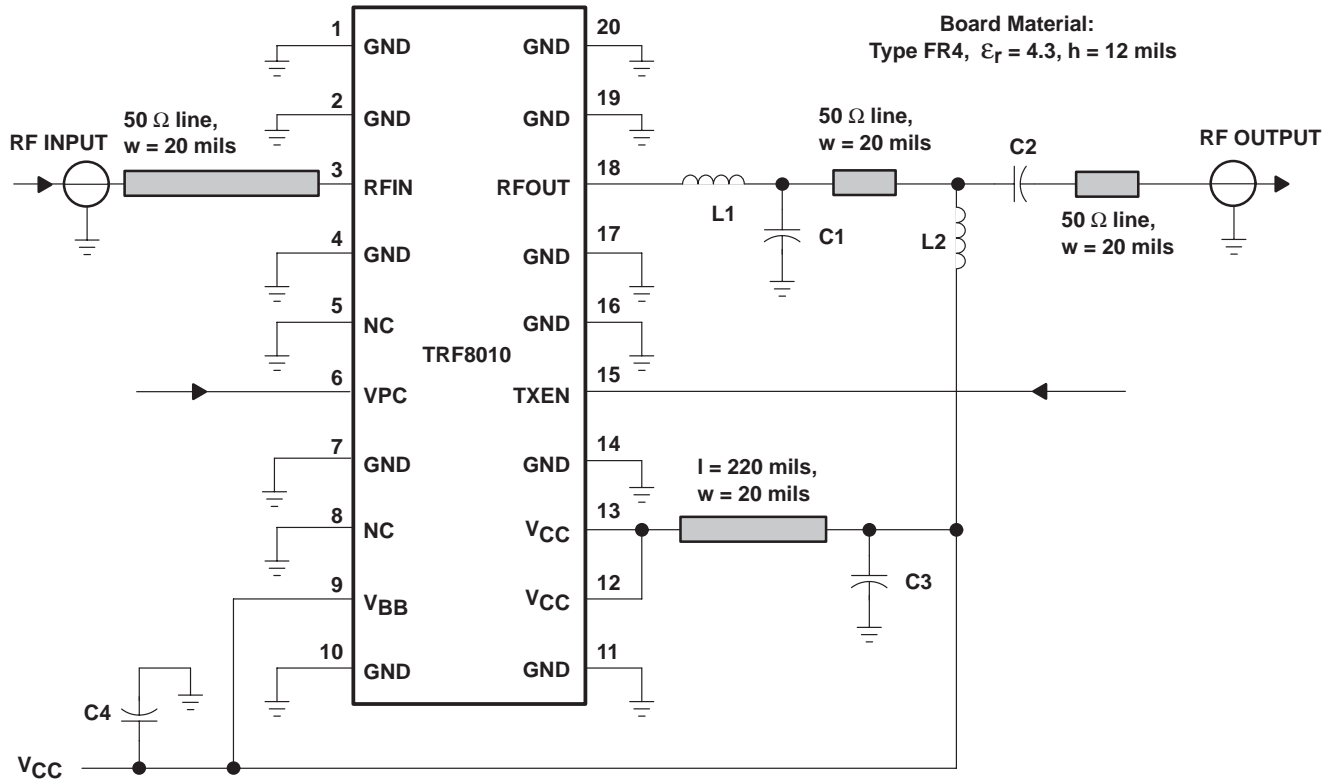 Board Material:
Type FR4, Ɛr = 4.3, h = 12 mils
1
GND
20
GND
2
GND
19
GND
50 Ω line,
w = 20 mils
RF INPUT
3
RFIN
18
RFOUT
L1
C1
50 Ω line,
w = 20 mils
L2
C2
50 Ω line,
w = 20 mils
RF OUTPUT
4
GND
17
GND
5
NC
16
GND
TRF8010
6
VPC
15
TXEN
7
GND
14
GND
l = 220 mils,
w = 20 mils
8
NC
13
VCC
9
VBB
12
VCC
C3
10
GND
11
GND
C4
VCC